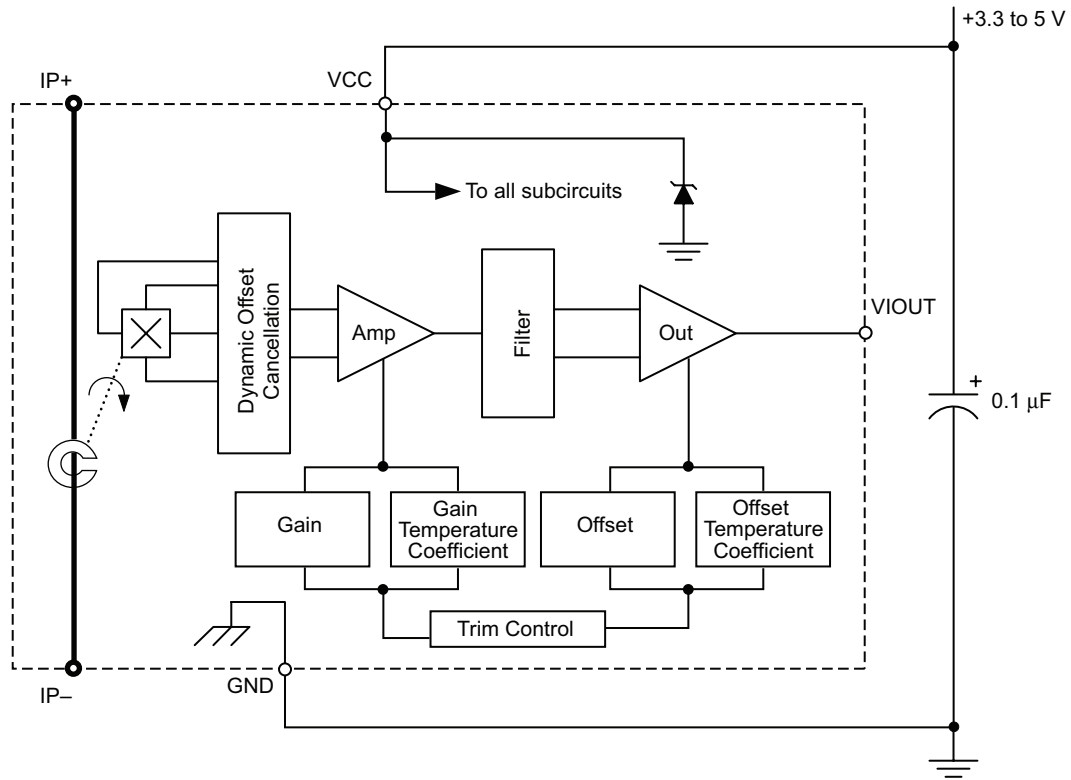 +3.3 to 5 V
IP+
VCC
To all subcircuits
Dynamic Offset
Cancellation
Amp
Filter
Out
VIOUT
+
0.1 µF
Gain
Gain
Temperature
Coefficient
Offset
Offset
Temperature
Coefficient
Trim Control
GND
IP–